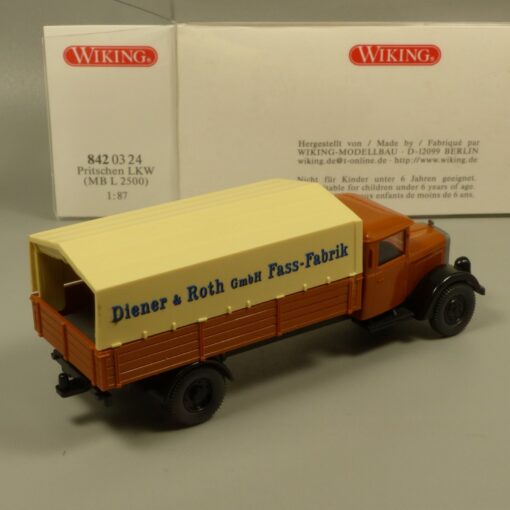 WIKING®
842 03 24
Pritschen LKW
(MB L 2500)
1:87
WIKING®
Hergestellt von / Made by / Fabriqué par
WIKING-MODELLBAU · D-12099 BERLIN
wiking.de@t-online.de · http://www.wiking.de
Nicht für Kinder unter 6 Jahren geeignet.
for children under 6 years of age.
enfants de moins de 6 ans.
Diener & Roth GmbH Fass-Fabrik